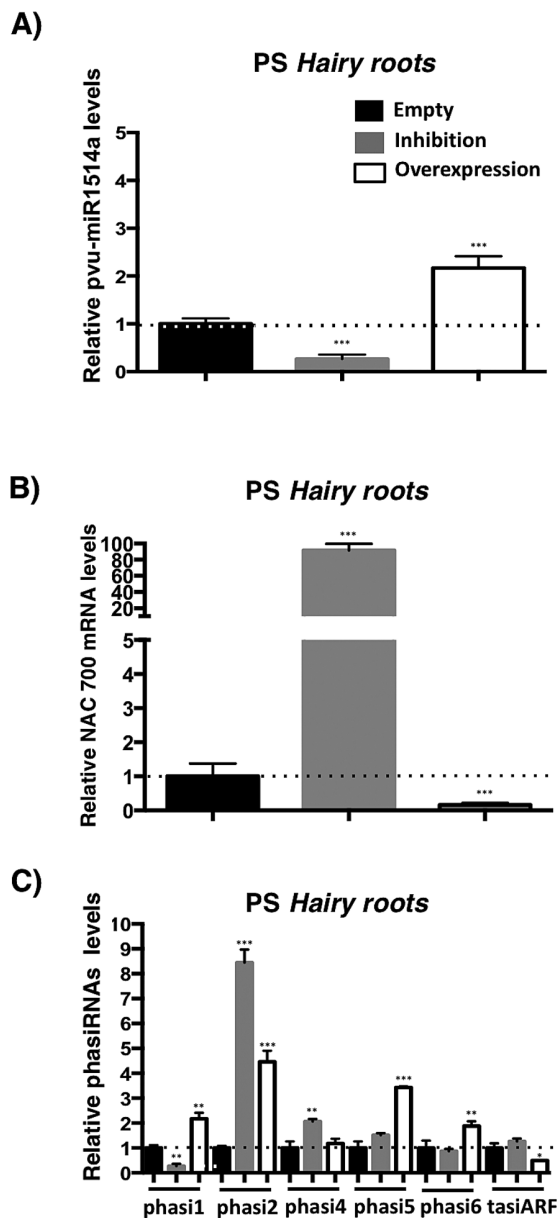 A)
PS Hairy roots
Empty
Inhibition
Overexpression
Relative pvu-miR1514a levels
5
4
3
2
1
0
***
***
B)
PS Hairy roots
Relative NAC 700 mRNA levels
100
80
60
40
20
5
4
3
2
1
0
***
***
C)
PS Hairy roots
Relative phasiRNAs levels
10
9
8
7
6
5
4
3
2
1
0
**
**
***
***
**
***
**
*
phasi1
phasi2
phasi4
phasi5
phasi6
tasiARF